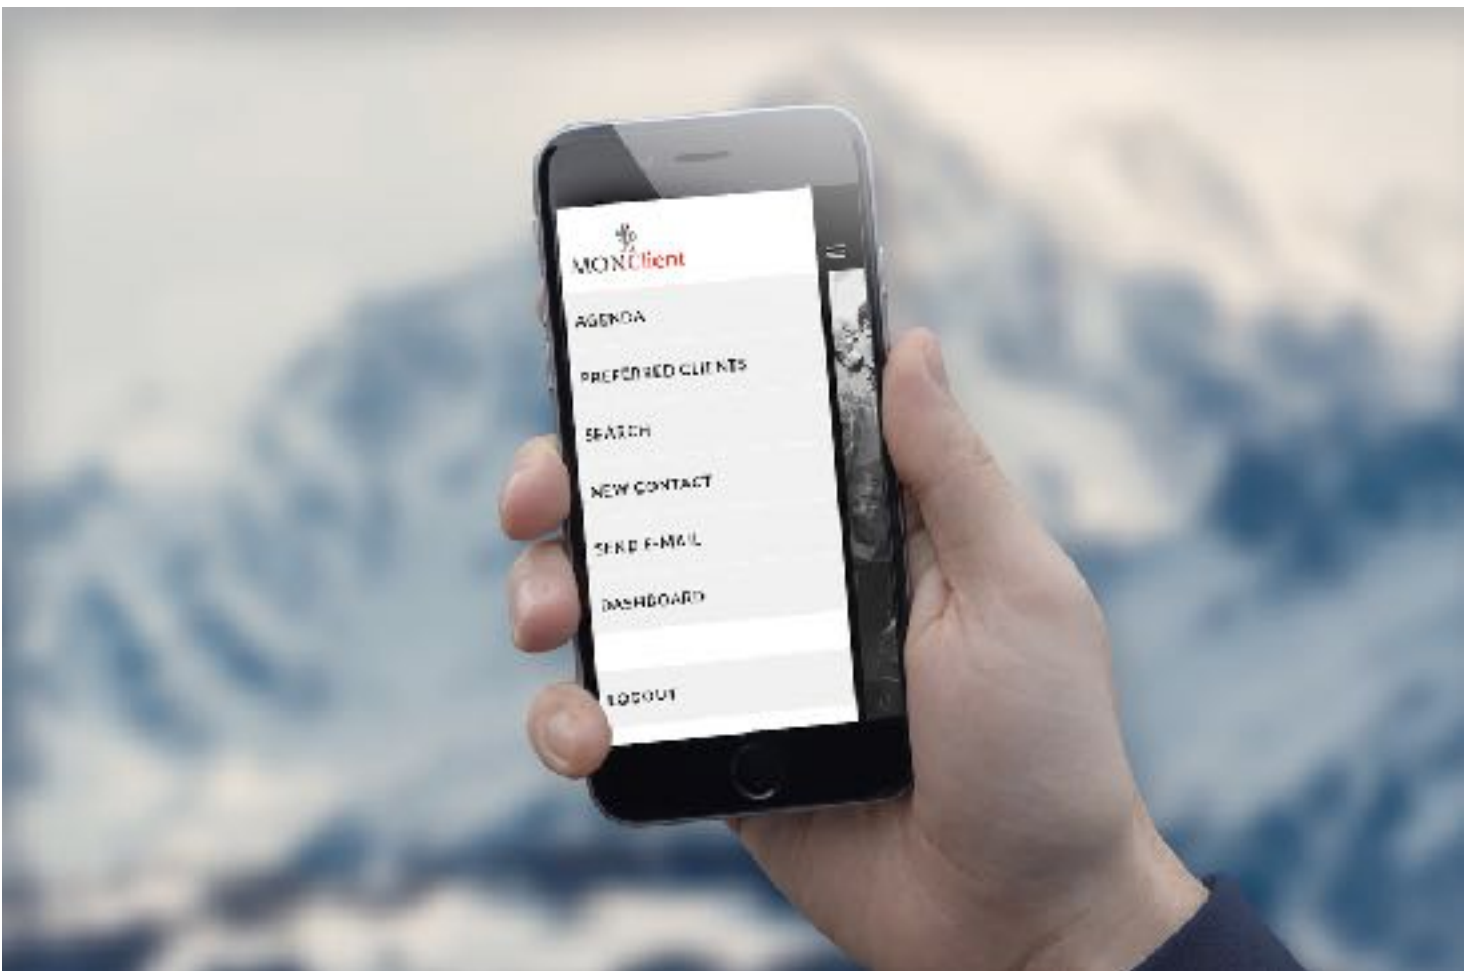 MONClient
AGENDA
PREFERRED CLIENTS
SEARCH
NEW CONTACT
SEND E-MAIL
DASHBOARD
LOGOUT